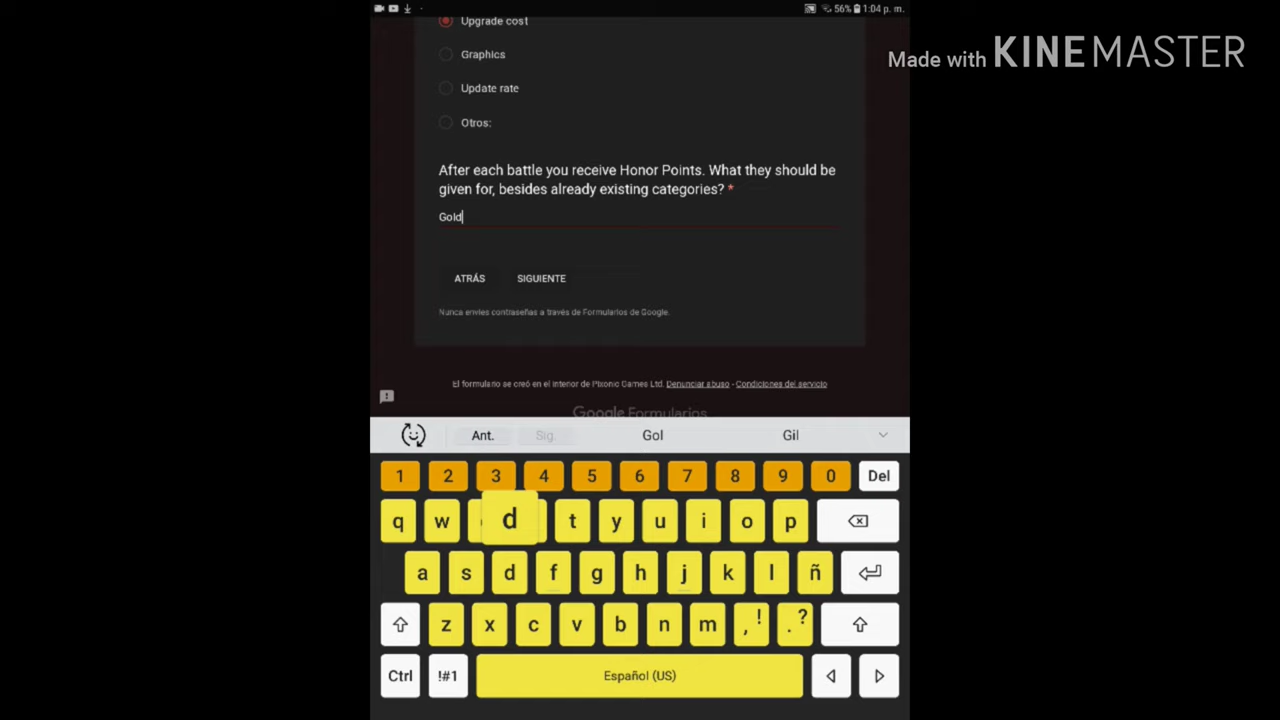 56% 1:04 p. m.
Made with KINEMASTER
Upgrade cost
Graphics
Update rate
Otros:
After each battle you receive Honor Points. What they should be
given for, besides already existing categories? *
Gold
ATRÁS SIGUIENTE
Nunca envíes contraseñas a través de Formularios de Google.
El formulario se creó en el interior de Pixonic Games Ltd. Denunciar abuso - Condiciones del servicio
Google Formularios
Ant. Sig. Gol Gil
1 2 3 4 5 6 7 8 9 0 Del
q w d t y u i o p
a s d f g h j k l ñ
z x c v b n m , ! . ?
Ctrl !#1 Español (US)